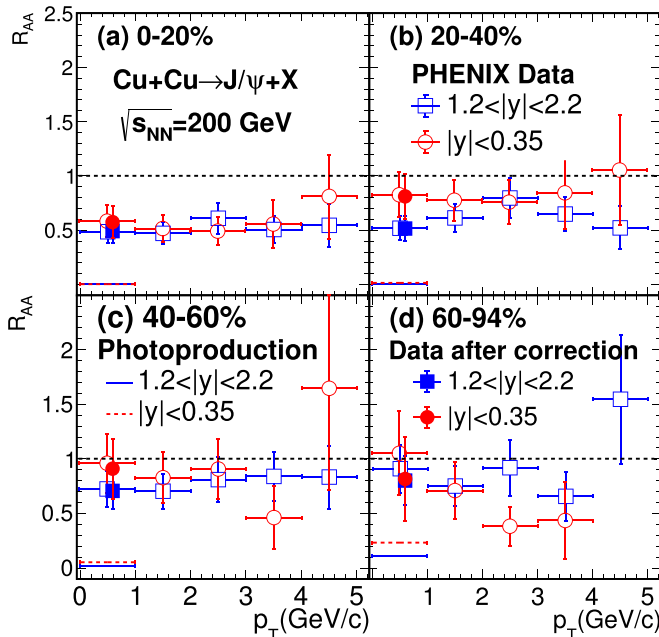 R_AA
(a) 0-20%
Cu+Cu→J/ψ+X
√s_NN=200 GeV
2.5
2
1.5
1
0.5
0
(b) 20-40%
PHENIX Data
1.2<|y|<2.2
|y|<0.35
R_AA
(c) 40-60%
Photoproduction
1.2<|y|<2.2
|y|<0.35
2
1.5
1
0.5
0
(d) 60-94%
Data after correction
1.2<|y|<2.2
|y|<0.35
0 1 2 3 4 5
p_T(GeV/c)
1 2 3 4 5
p_T(GeV/c)